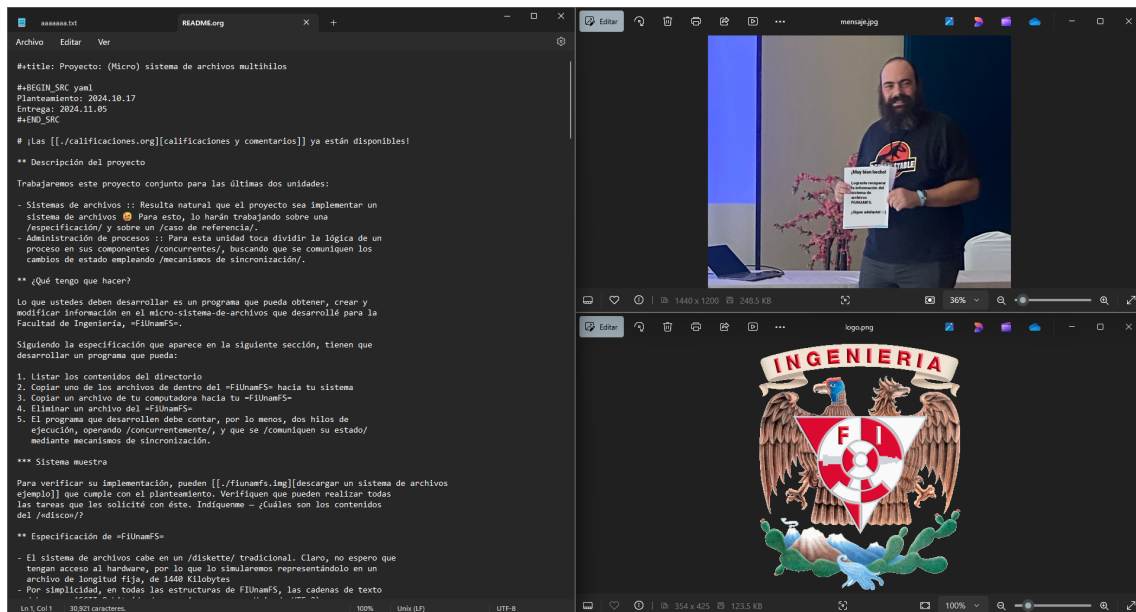 aaaaaaa.txt
README.org
Archivo Editar Ver
#+title: Proyecto: (Micro) sistema de archivos multihilos
#+BEGIN_SRC yaml
Planteamiento: 2024.10.17
Entrega: 2024.11.05
#+END_SRC
# ¡Las [[./calificaciones.org][calificaciones y comentarios]] ya están disponibles!
** Descripción del proyecto
Trabajaremos este proyecto conjunto para las últimas dos unidades:
- Sistemas de archivos :: Resulta natural que el proyecto sea implementar un
sistema de archivos 😉 Para esto, lo harán trabajando sobre una
/especificación/ y sobre un /caso de referencia/.
- Administración de procesos :: Para esta unidad toca dividir la lógica de un
proceso en sus componentes /concurrentes/, buscando que se comuniquen los
cambios de estado empleando /mecanismos de sincronización/.
** ¿Qué tengo que hacer?
Lo que ustedes deben desarrollar es un programa que pueda obtener, crear y
modificar información en el micro-sistema-de-archivos que desarrollé para la
Facultad de Ingeniería, =FiUnamFS=.
Siguiendo la especificación que aparece en la siguiente sección, tienen que
desarrollar un programa que pueda:
1. Listar los contenidos del directorio
2. Copiar uno de los archivos de dentro del =FiUnamFS= hacia tu sistema
3. Copiar un archivo de tu computadora hacia tu =FiUnamFS=
4. Eliminar un archivo del =FiUnamFS=
5. El programa que desarrollen debe contar, por lo menos, dos hilos de
ejecución, operando /concurrentemente/, y que se /comuniquen su estado/
mediante mecanismos de sincronización.
*** Sistema muestra
Para verificar su implementación, pueden [[./fiunamfs.img][descargar un sistema de archivos
ejemplo]] que cumple con el planteamiento. Verifiquen que pueden realizar todas
las tareas que les solicité con éste. Indíquenme — ¿Cuáles son los contenidos
del /«disco»/?
** Especificación de =FiUnamFS=
- El sistema de archivos cabe en un /diskette/ tradicional. Claro, no espero que
tengan acceso al hardware, por lo que lo simularemos representándolo en un
archivo de longitud fija, de 1440 Kilobytes
- Por simplicidad, en todas las estructuras de FIUnamFS, las cadenas de texto
Ln 1, Col 1 30,921 caracteres. 100% Unix (LF) UTF-8
Editar mensaje.jpg
¡Muy bien hecho!
Lograste recuperar
la información del
sistema de
archivos
FiUNAMFS.
¡Sigue adelante! :-)
1440 x 1200 248.5 KB 36%
Editar logo.png
INGENIERIA
F I
354 x 425 123.5 KB 100%